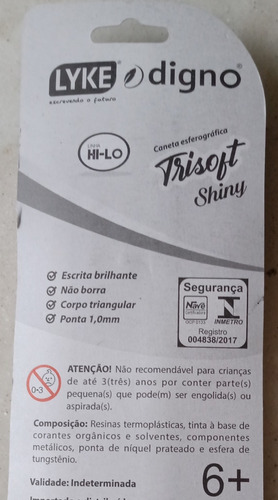 LYKE digno®
escrevendo o futuro
LINHA
HI-LO
Caneta esferográfica
Trisoft
Shiny
Escrita brilhante
Não borra
Corpo triangular
Ponta 1,0mm
Segurança
INMETRO
Registro
004838/2017
0-3
ATENÇÃO! Não recomendável para crianças
de até 3(três) anos por conter parte(s)
pequena(s) que pode(m) ser engolida(s) ou
aspirada(s).
Composição: Resinas termoplásticas, tinta à base de
corantes orgânicos e solventes, componentes
metálicos, ponta de níquel prateado e esfera de
tungstênio.
Validade: Indeterminada
6+